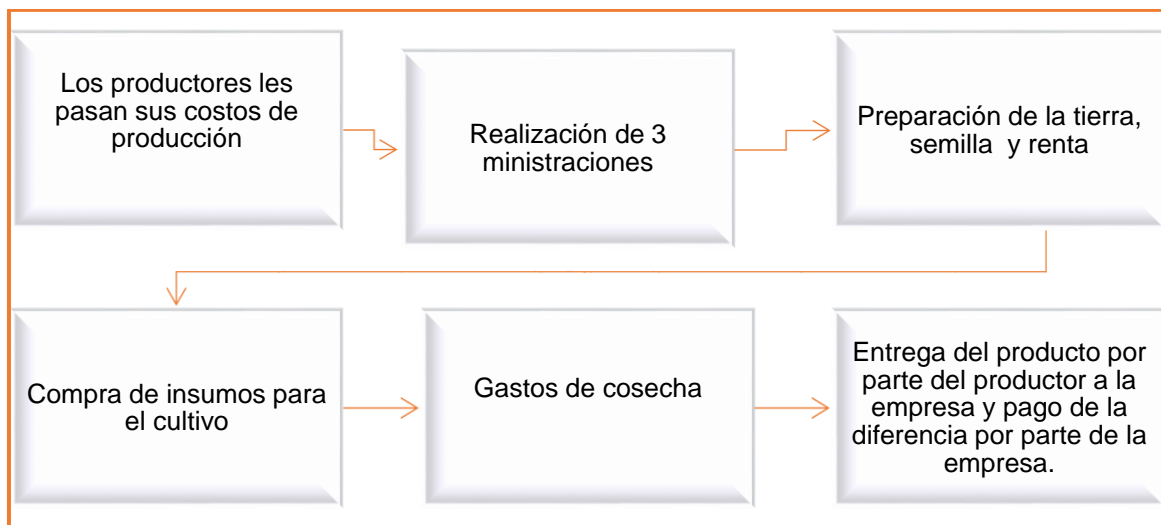 Los productores les
pasan sus costos de
producción
Realización de 3
ministraciones
Preparación de la tierra,
semilla y renta
Compra de insumos para
el cultivo
Gastos de cosecha
Entrega del producto por
parte del productor a la
empresa y pago de la
diferencia por parte de la
empresa.